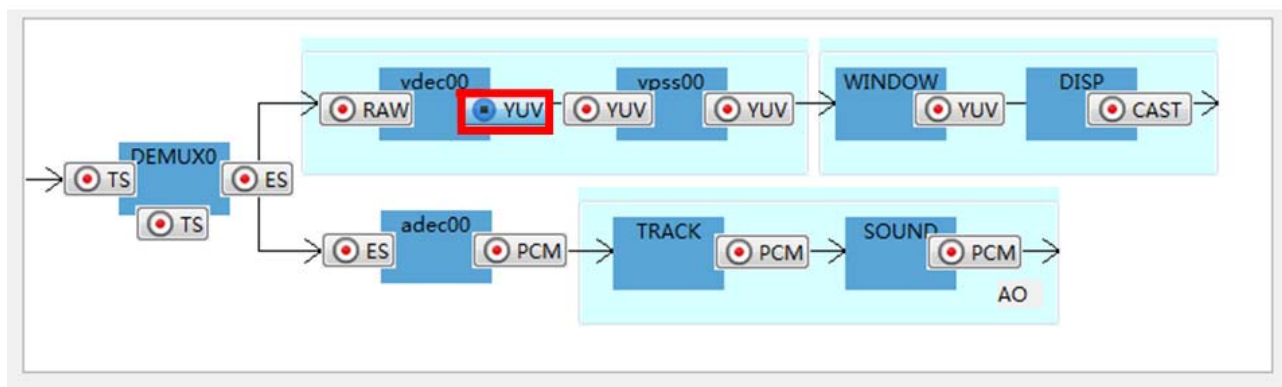 vdec00
vpss00
WINDOW
DISP
RAW
YUV
YUV
YUV
YUV
CAST
DEMUX0
TS
ES
TS
adec00
TRACK
SOUND
ES
PCM
PCM
PCM
AO